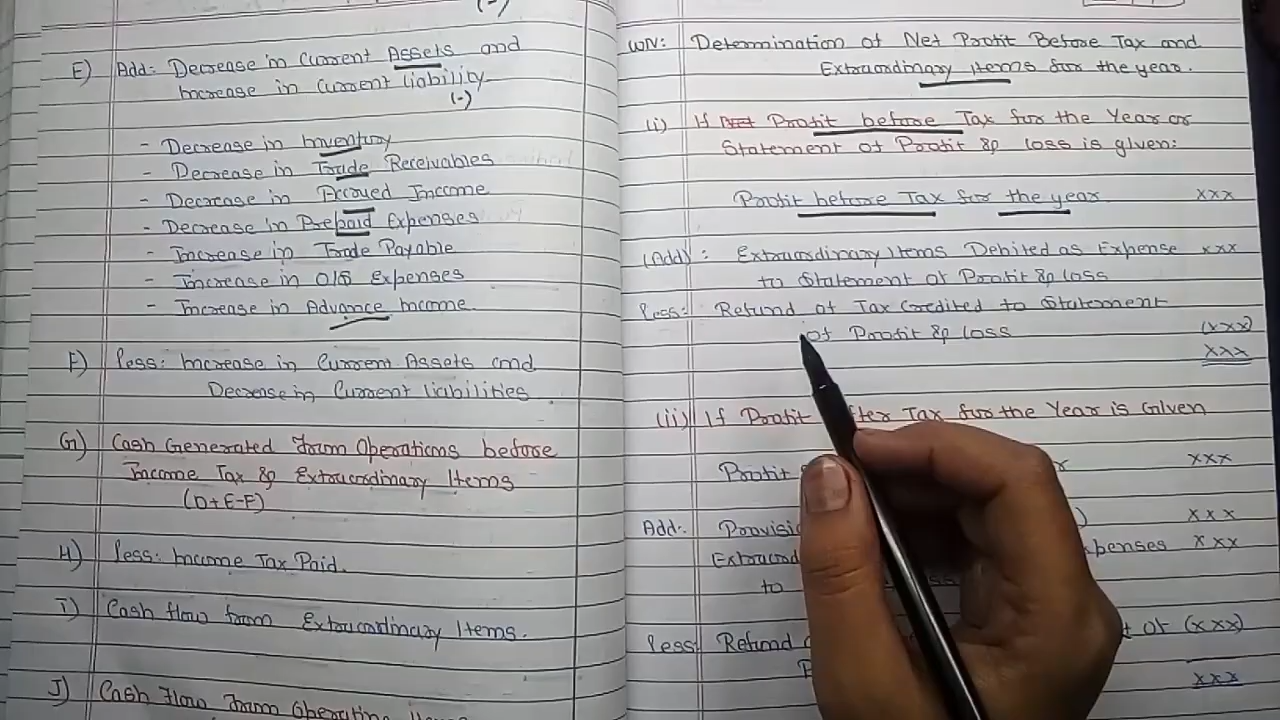 (-)
E) Add: Decrease in Current Assets and
Increase in Current liability
(-)
- Decrease in Inventory
- Decrease in Trade Receivables
- Decrease in Accrued Income
- Decrease in Prepaid Expenses
- Increase in Trade Payable
- Increase in O/S Expenses
- Increase in Advance Income
F) less: Increase in Current Assets and
Decrease in Current liabilities
G) Cash Generated from Operations before
Income Tax & Extraordinary Items
(D+E-F)
H) less: Income Tax Paid.
I) Cash flow from Extraordinary Items.
J) Cash Flow from Operating
WN: Determination of Net Profit Before Tax and
Extraordinary Items for the year.
(i) If Net Profit before Tax for the Year or
Statement of Profit & loss is given:
Profit before Tax for the year xxx
(Add): Extraordinary Items Debited as Expense xxx
to Statement of Profit & loss
less: Refund of Tax Credited to Statement
of Profit & loss (xxx)
xxx
(ii) If Profit After Tax for the Year is Given
Profit xxx
Add: ) xxx
xxx
to
less: Refund of (xxx)
xxx